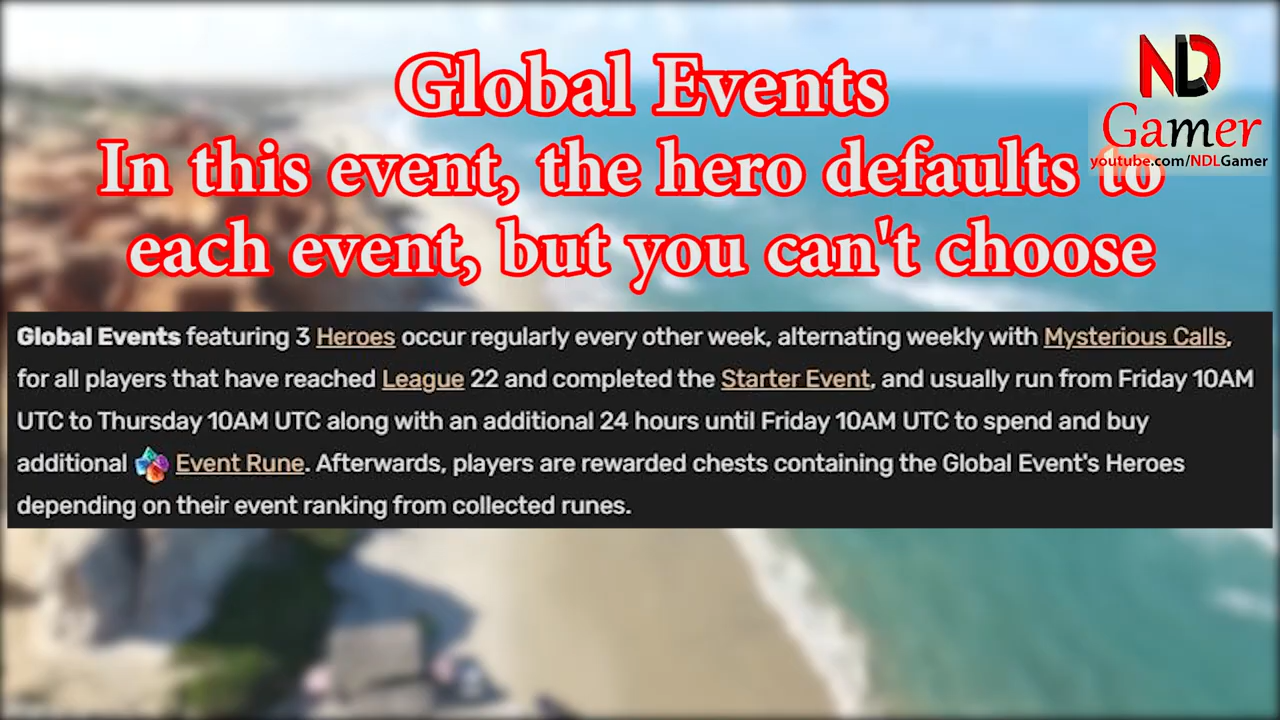 Global Events
In this event, the hero defaults to
each event, but you can't choose
NDL
Gamer
youtube.com/NDLGamer
Global Events featuring 3 Heroes occur regularly every other week, alternating weekly with Mysterious Calls,
for all players that have reached League 22 and completed the Starter Event, and usually run from Friday 10AM
UTC to Thursday 10AM UTC along with an additional 24 hours until Friday 10AM UTC to spend and buy
additional Event Rune. Afterwards, players are rewarded chests containing the Global Event's Heroes
depending on their event ranking from collected runes.